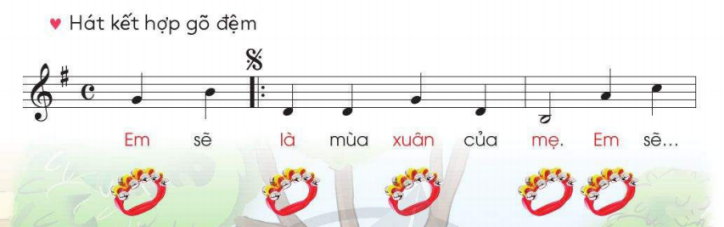 Hát kết hợp gõ đệm
Em sẽ là mùa xuân của mẹ. Em sẽ...